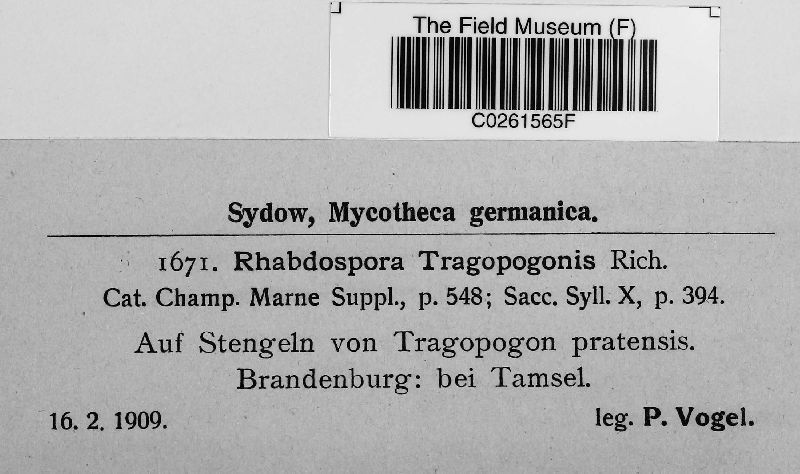 The Field Museum (F)
C0261565F
Sydow, Mycotheca germanica.
1671. Rhabdospora Tragopogonis Rich.
Cat. Champ. Marne Suppl., p. 548; Sacc. Syll. X, p. 394.
Auf Stengeln von Tragopogon pratensis.
Brandenburg: bei Tamsel.
16. 2. 1909. leg. P. Vogel.